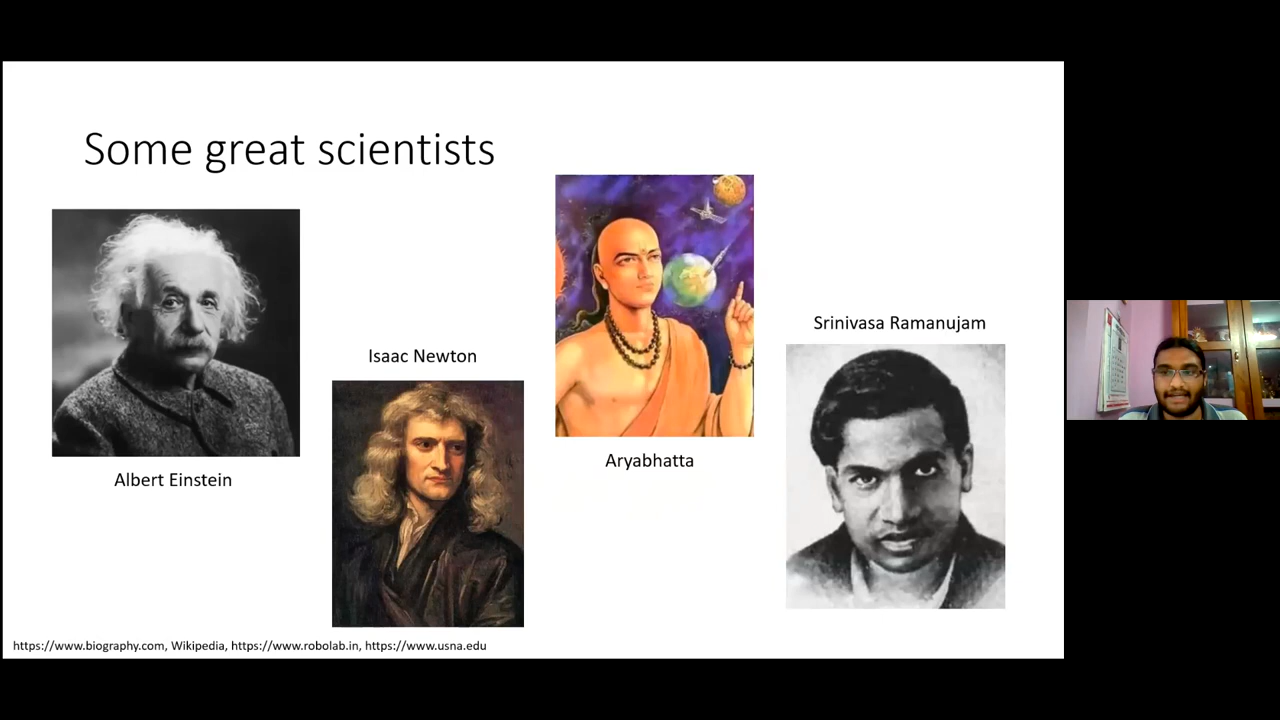 Some great scientists
Albert Einstein
Isaac Newton
Aryabhatta
Srinivasa Ramanujam
https://www.biography.com, Wikipedia, https://www.robolab.in, https://www.usna.edu